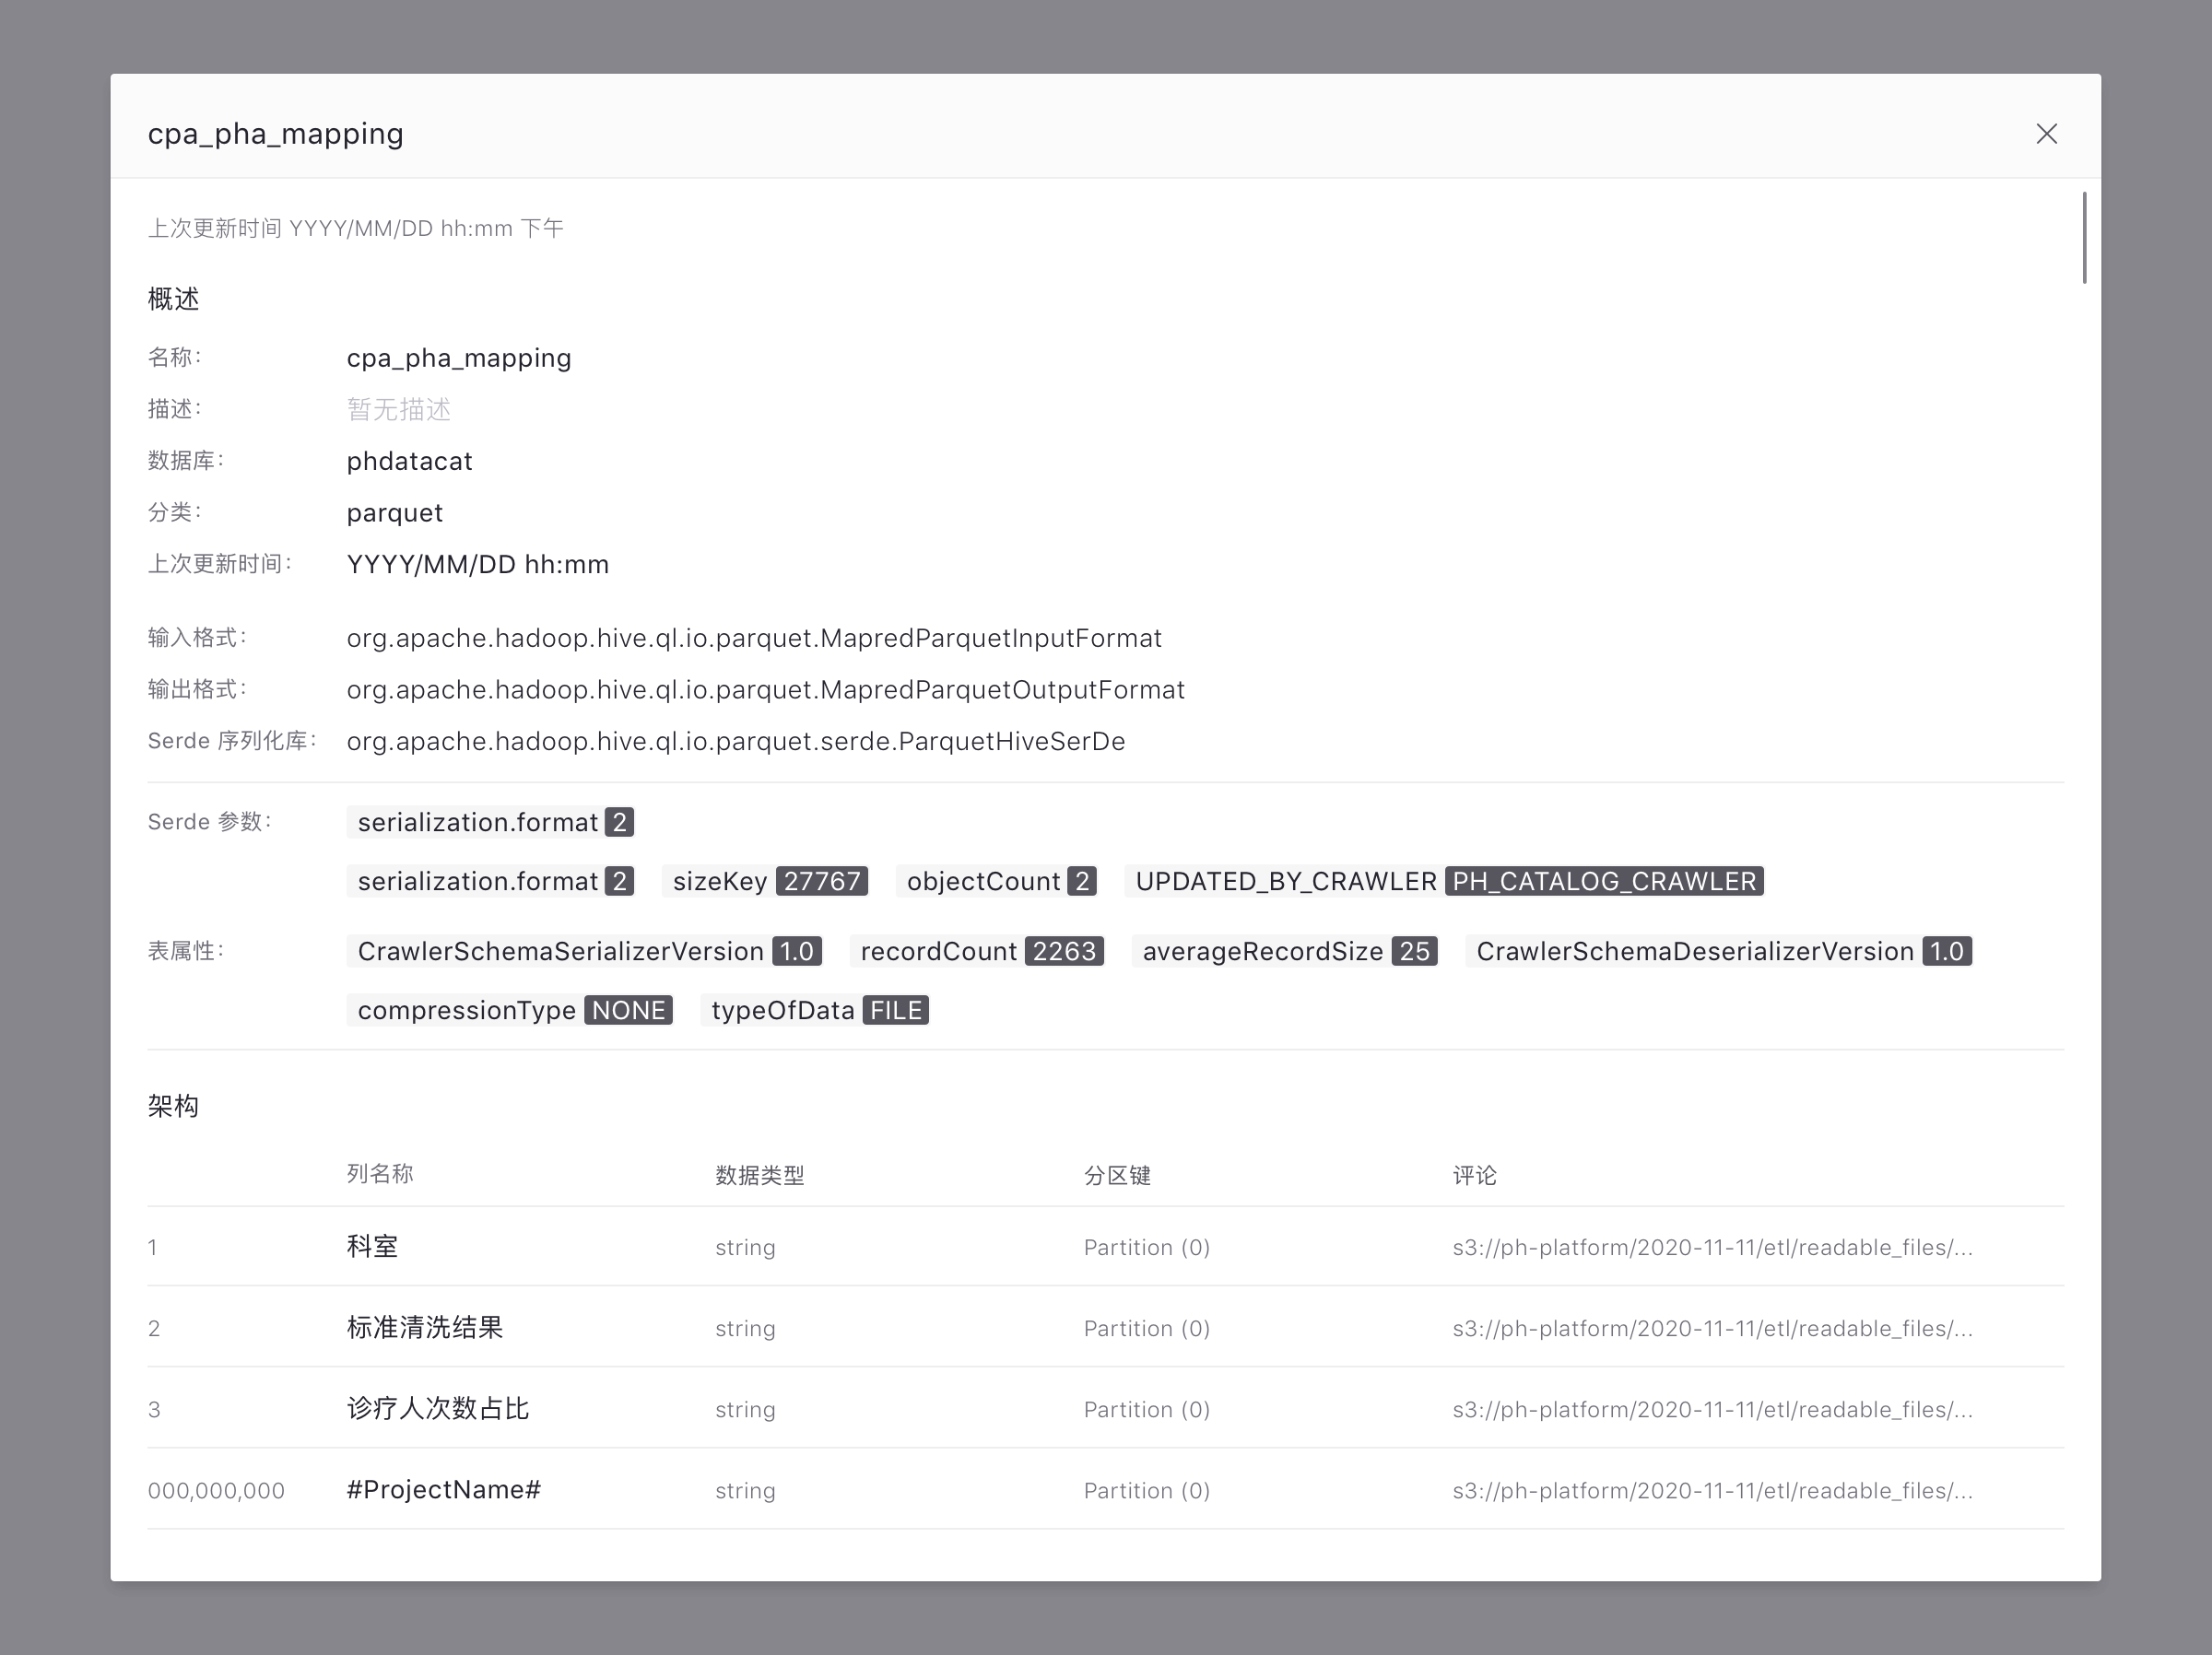 cpa_pha_mapping
上次更新时间 YYYY/MM/DD hh:mm 下午
概述
名称: cpa_pha_mapping
描述: 暂无描述
数据库: phdatacat
分类: parquet
上次更新时间: YYYY/MM/DD hh:mm
输入格式: org.apache.hadoop.hive.ql.io.parquet.MapredParquetInputFormat
输出格式: org.apache.hadoop.hive.ql.io.parquet.MapredParquetOutputFormat
Serde 序列化库: org.apache.hadoop.hive.ql.io.parquet.serde.ParquetHiveSerDe
Serde 参数: serialization.format 2
serialization.format 2 sizeKey 27767 objectCount 2 UPDATED_BY_CRAWLER PH_CATALOG_CRAWLER
表属性: CrawlerSchemaSerializerVersion 1.0 recordCount 2263 averageRecordSize 25 CrawlerSchemaDeserializerVersion 1.0
compressionType NONE typeOfData FILE
架构
列名称 数据类型 分区键 评论
1 科室 string Partition (0) s3://ph-platform/2020-11-11/etl/readable_files/...
2 标准清洗结果 string Partition (0) s3://ph-platform/2020-11-11/etl/readable_files/...
3 诊疗人次数占比 string Partition (0) s3://ph-platform/2020-11-11/etl/readable_files/...
000,000,000 #ProjectName# string Partition (0) s3://ph-platform/2020-11-11/etl/readable_files/...